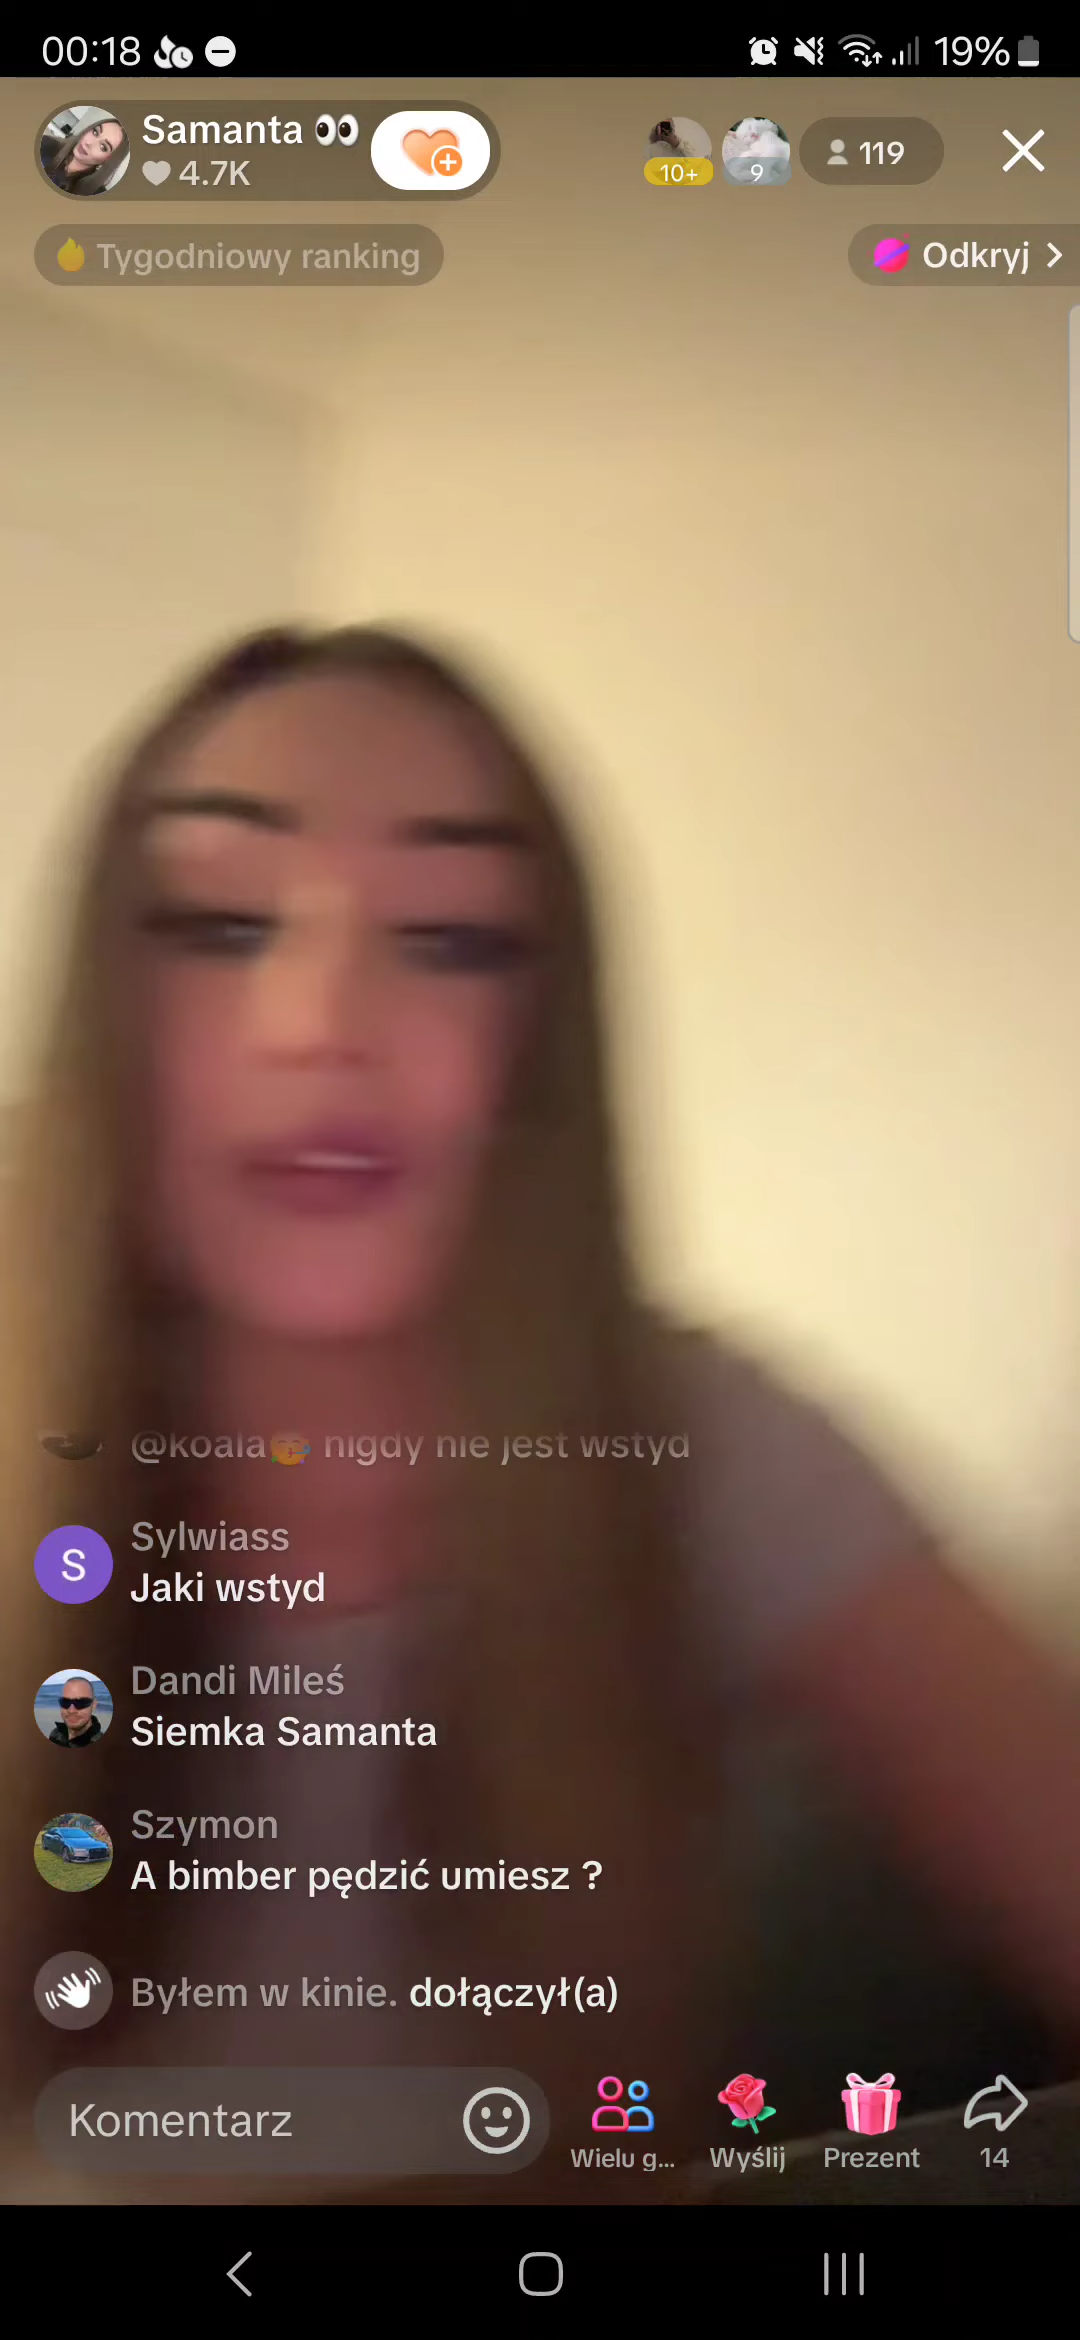 00:18
19%
Samanta 👀
4.7K
10+
9
119
Tygodniowy ranking
Odkryj
@koala🥳 nigdy nie jest wstyd
Sylwiass
S
Jaki wstyd
Dandi Mileś
Siemka Samanta
Szymon
A bimber pędzić umiesz ?
Byłem w kinie. dołączył(a)
Komentarz
Wielu g...
Wyślij
Prezent
14